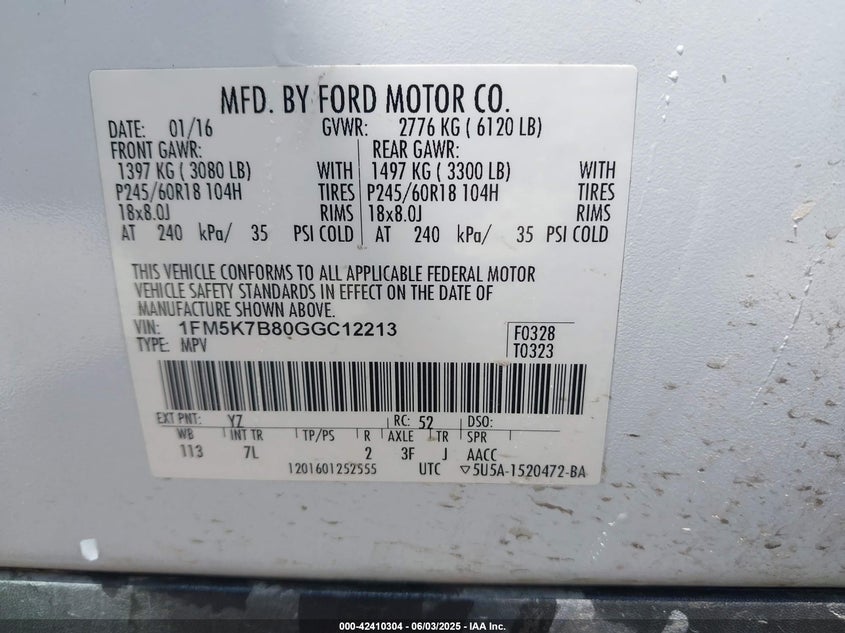 MFD. BY FORD MOTOR CO.
DATE: 01/16 GVWR: 2776 KG ( 6120 LB)
FRONT GAWR: REAR GAWR:
1397 KG ( 3080 LB) WITH 1497 KG ( 3300 LB) WITH
P245/60R18 104H TIRES P245/60R18 104H TIRES
18x8.0J RIMS 18x8.0J RIMS
AT 240 kPa/ 35 PSI COLD AT 240 kPa/ 35 PSI COLD
THIS VEHICLE CONFORMS TO ALL APPLICABLE FEDERAL MOTOR
VEHICLE SAFETY STANDARDS IN EFFECT ON THE DATE OF
MANUFACTURE SHOWN ABOVE.
VIN: 1FM5K7B80GGC12213 F0328
TYPE: MPV T0323
EXT PNT: YZ RC: 52 DSO:
WB INT TR TP/PS R AXLE TR SPR
113 7L 2 3F J AACC
1201601252555 UTC ▽5U5A-1520472-BA
000-42410304 - 06/03/2025 - IAA Inc.